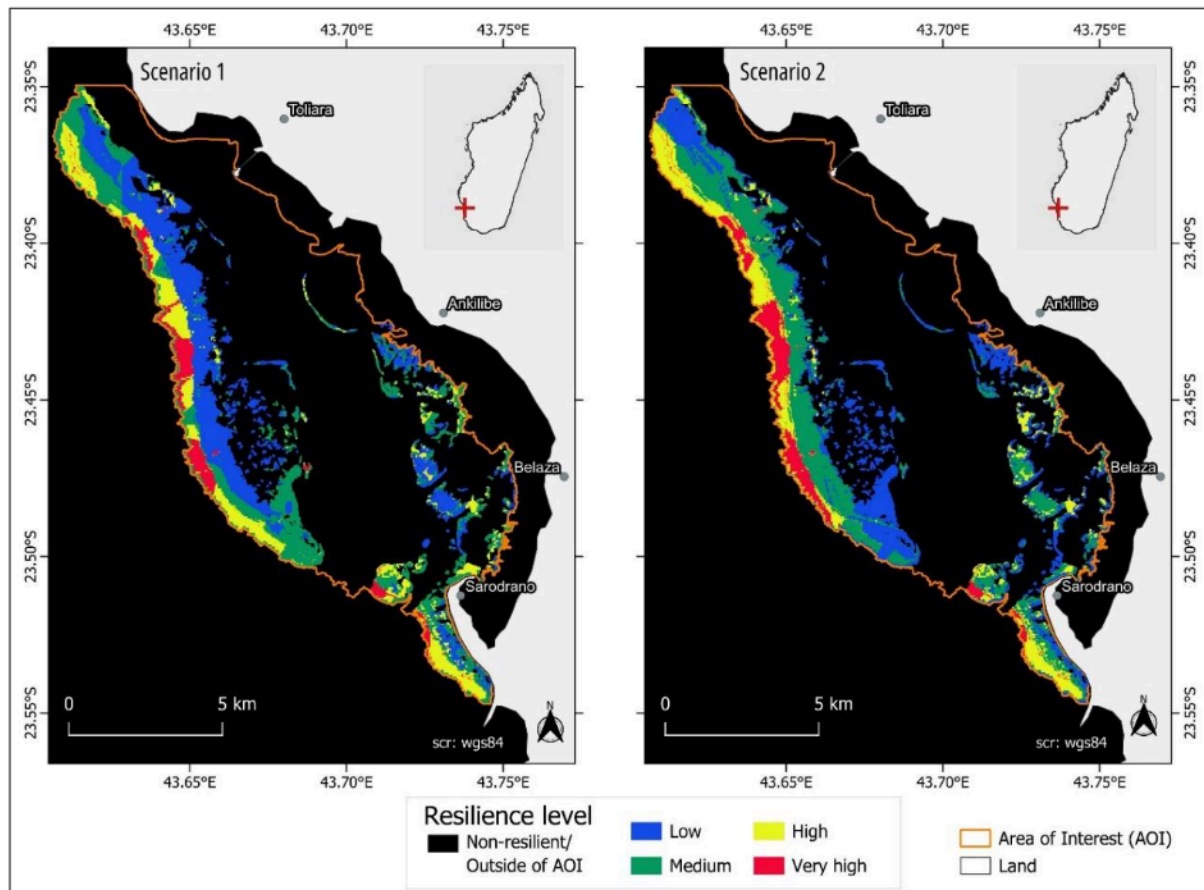 43.65°E 43.70°E 43.75°E
43.65°E 43.70°E 43.75°E
Scenario 1
Scenario 2
23.35°S
23.35°S
Toliara
Toliara
23.40°S
23.40°S
Ankilibe
Ankilibe
23.45°S
23.45°S
Belaza
Belaza
23.50°S
23.50°S
Sarodrano
Sarodrano
0 5 km
0 5 km
N
N
23.55°S
23.55°S
scr: wgs84
scr: wgs84
43.65°E 43.70°E 43.75°E
43.65°E 43.70°E 43.75°E
Resilience level
Non-resilient/
Outside of AOI
Low
Medium
High
Very high
Area of Interest (AOI)
Land